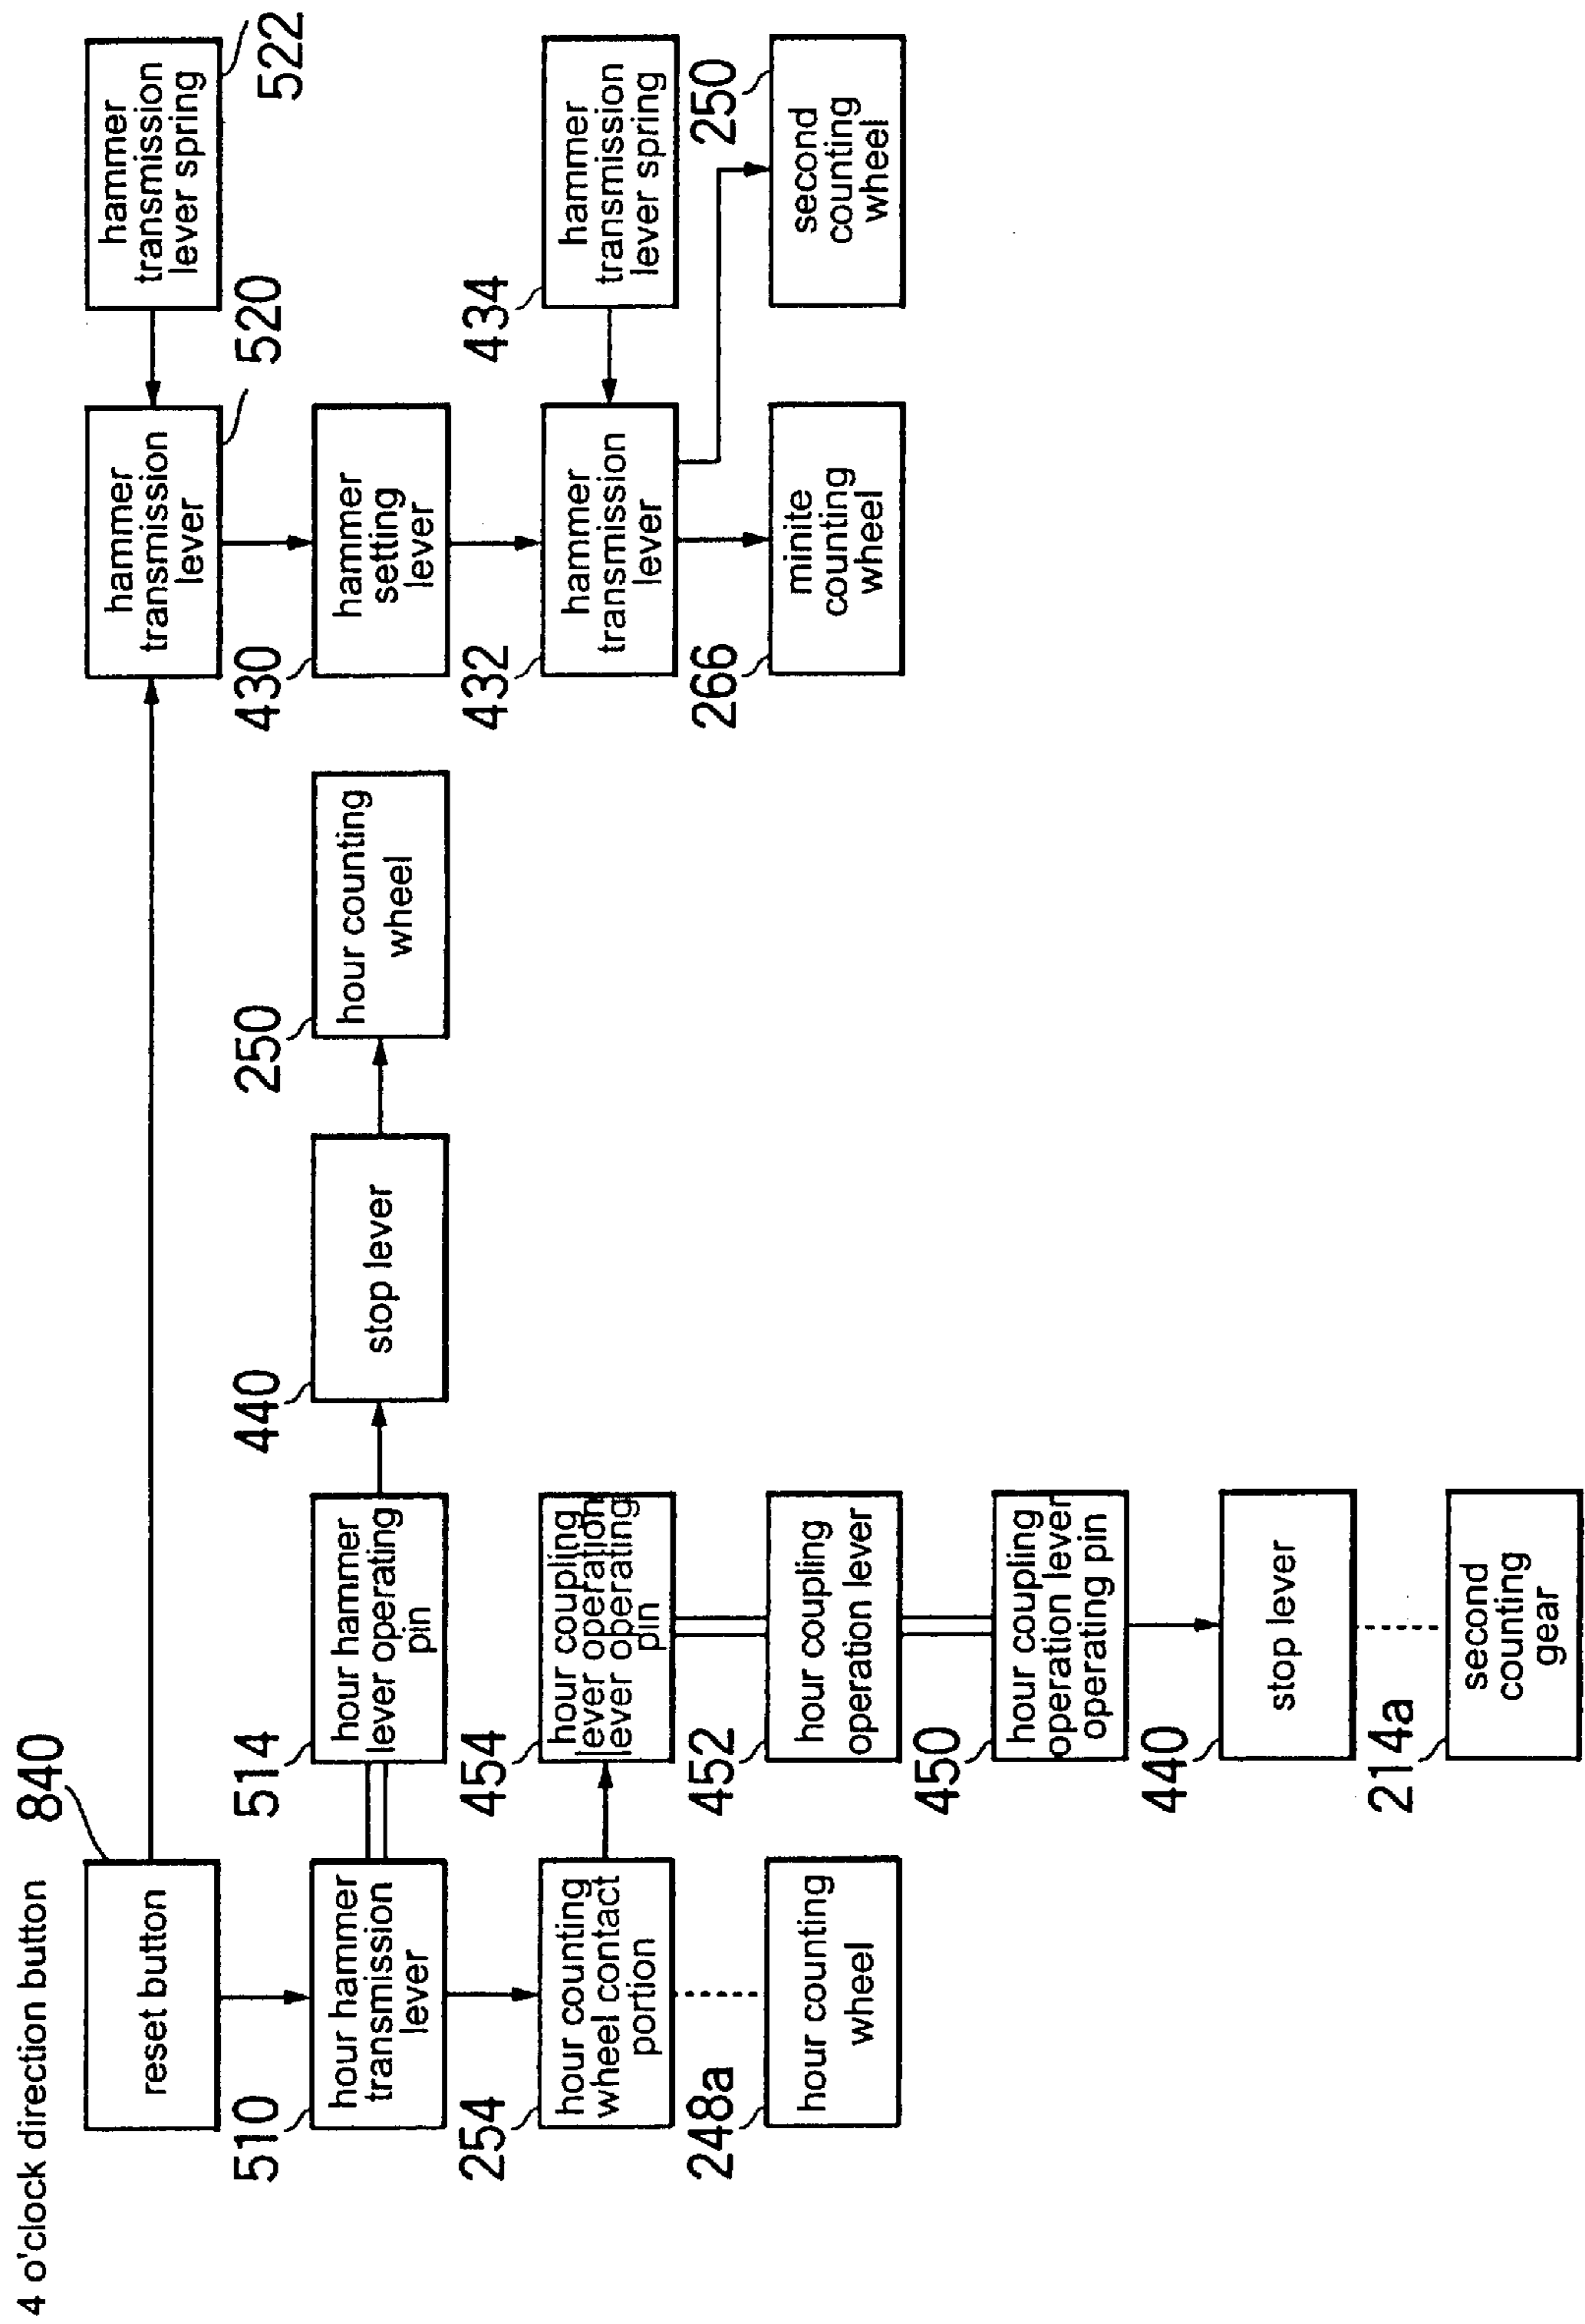 4 o'clock direction button
840
reset button
hammer
transmission
lever
520
hammer
transmission
lever spring
522
510
hour hammer
transmission
lever
514
hour hammer
lever operating
pin
440
stop lever
250
hour counting
wheel
430
hammer
setting
lever
254
hour counting
wheel contact
portion
454
hour coupling
lever operation
lever operating
pin
432
hammer
transmission
lever
434
hammer
transmission
lever spring
248a
hour counting
wheel
452
hour coupling
operation lever
266
minite
counting
wheel
250
second
counting
wheel
450
hour coupling
operation lever
operating pin
440
stop lever
214a
second
counting
gear